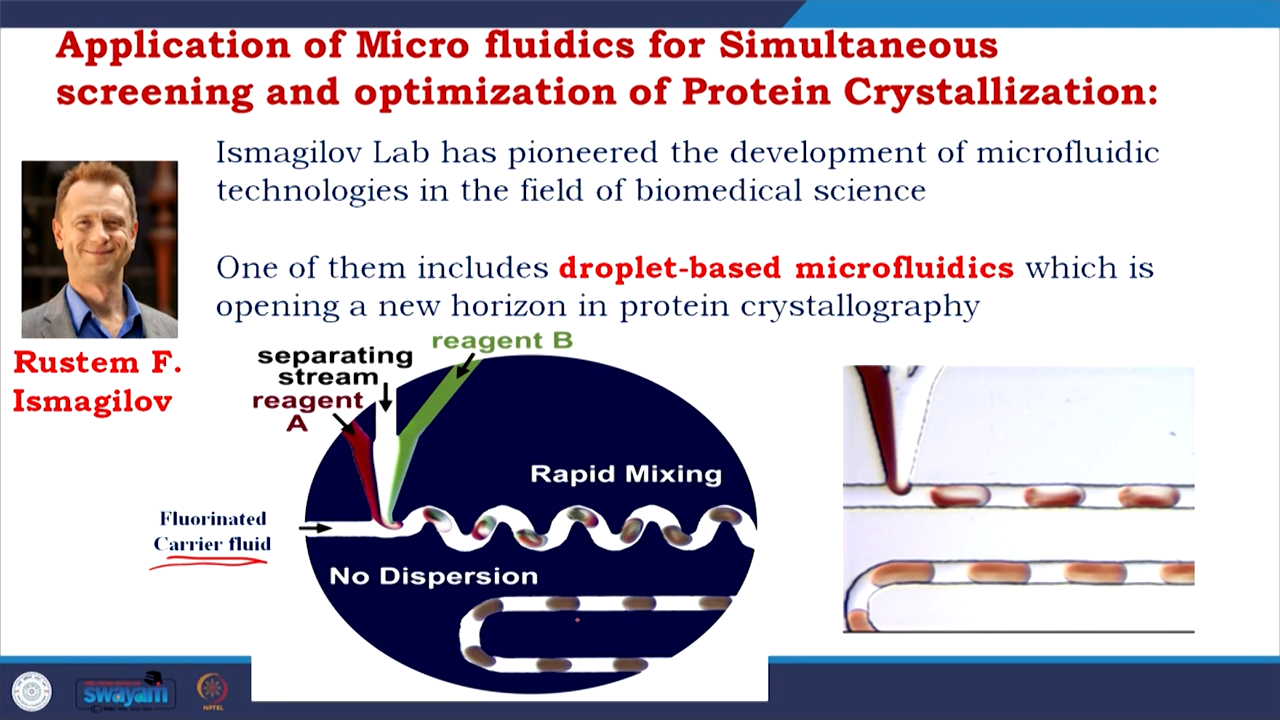 Application of Micro fluidics for Simultaneous
screening and optimization of Protein Crystallization:
Ismagilov Lab has pioneered the development of microfluidic
technologies in the field of biomedical science
One of them includes droplet-based microfluidics which is
opening a new horizon in protein crystallography
Rustem F.
Ismagilov
reagent B
separating
stream
reagent
A
Rapid Mixing
Fluorinated
Carrier fluid
No Dispersion
swayam
NPTEL